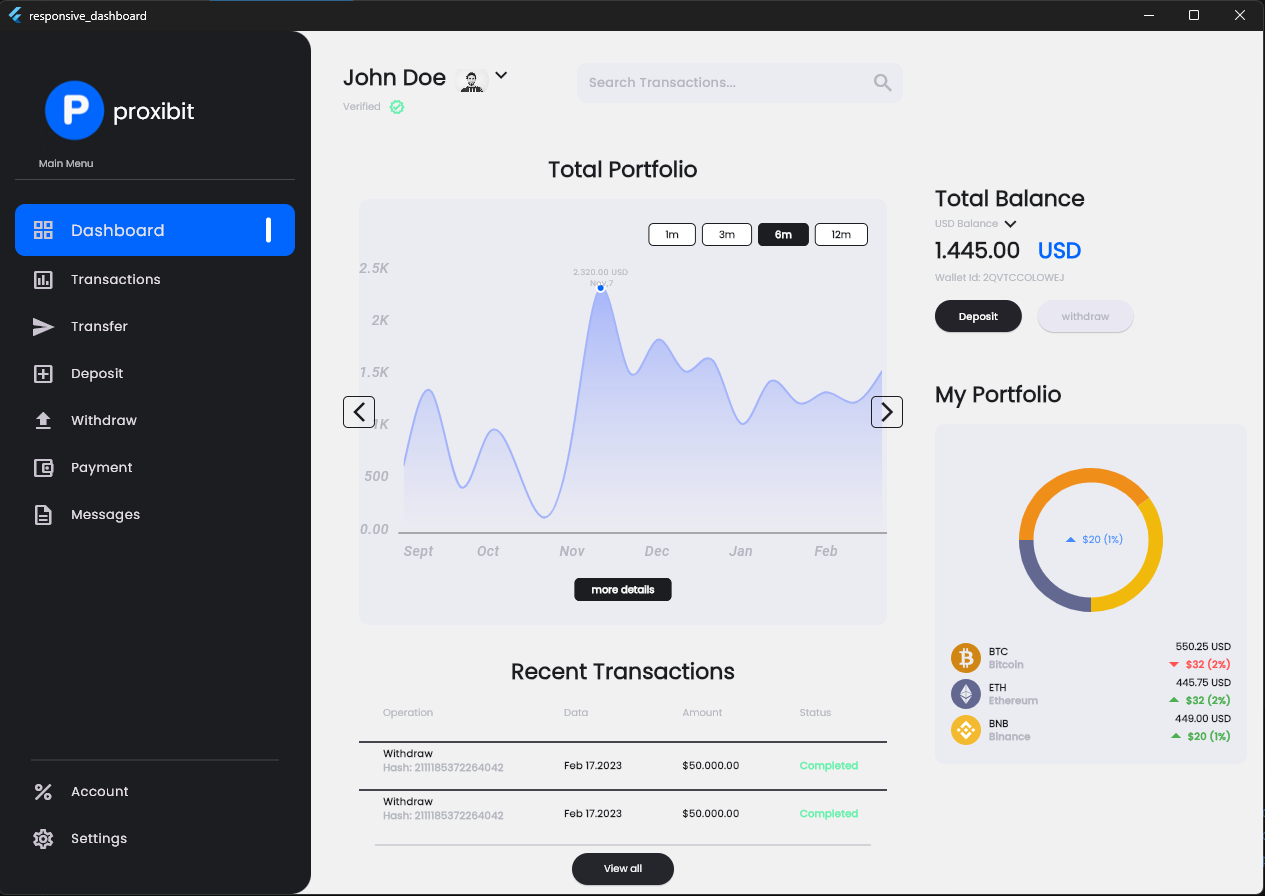 responsive_dashboard
P proxibit
Main Menu
Dashboard
Transactions
Transfer
Deposit
Withdraw
Payment
Messages
Account
Settings
John Doe
Verified
Search Transactions...
Total Portfolio
1m 3m 6m 12m
2.5K
2K
1.5K
1K
500
0.00
2.320.00 USD
Nov.7
Sept Oct Nov Dec Jan Feb
more details
Recent Transactions
Operation Data Amount Status
Withdraw
Hash: 2111185372264042
Feb 17.2023 $50.000.00 Completed
Withdraw
Hash: 2111185372264042
Feb 17.2023 $50.000.00 Completed
View all
Total Balance
USD Balance
1.445.00 USD
Wallet Id: 2QVTCCOLOWEJ
Deposit withdraw
My Portfolio
$20 (1%)
BTC
Bitcoin
550.25 USD
$32 (2%)
ETH
Ethereum
445.75 USD
$32 (2%)
BNB
Binance
449.00 USD
$20 (1%)